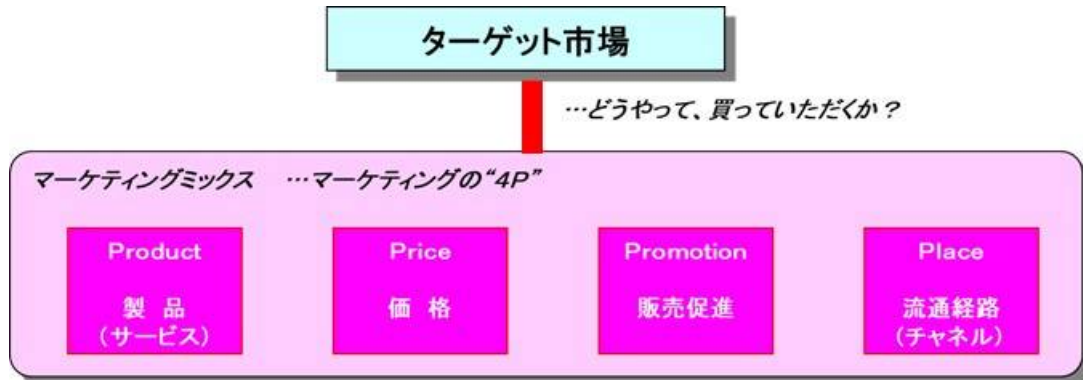 ターゲット市場
…どうやって、買っていただくか？
マーケティングミックス　…マーケティングの“4P”
Product
製 品
（サービス）
Price
価 格
Promotion
販売促進
Place
流通経路
（チャネル）